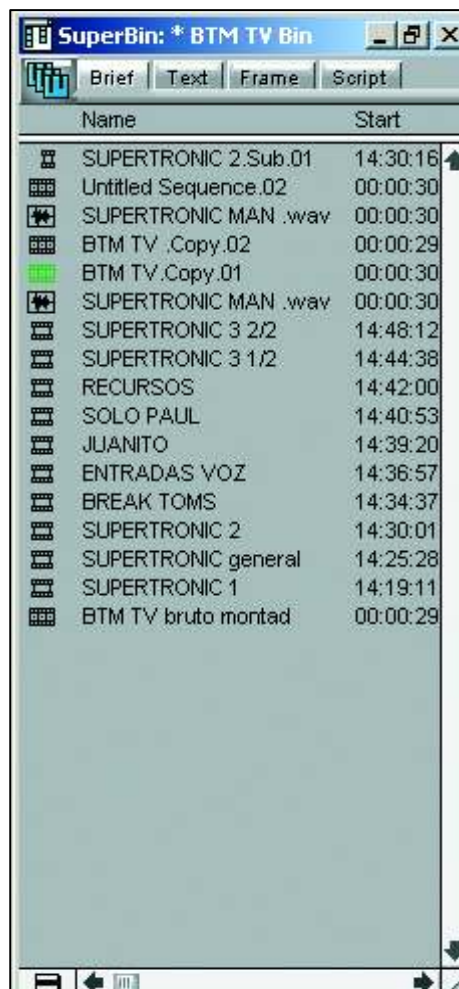 SuperBin: * BTM TV Bin
Brief Text Frame Script
Name Start
SUPERTRONIC 2.Sub.01 14:30:16
Untitled Sequence.02 00:00:30
SUPERTRONIC MAN .wav 00:00:30
BTM TV .Copy.02 00:00:29
BTM TV.Copy.01 00:00:30
SUPERTRONIC MAN .wav 00:00:30
SUPERTRONIC 3 2/2 14:48:12
SUPERTRONIC 3 1/2 14:44:38
RECURSOS 14:42:00
SOLO PAUL 14:40:53
JUANITO 14:39:20
ENTRADAS VOZ 14:36:57
BREAK TOMS 14:34:37
SUPERTRONIC 2 14:30:01
SUPERTRONIC general 14:25:28
SUPERTRONIC 1 14:19:11
BTM TV bruto montad 00:00:29